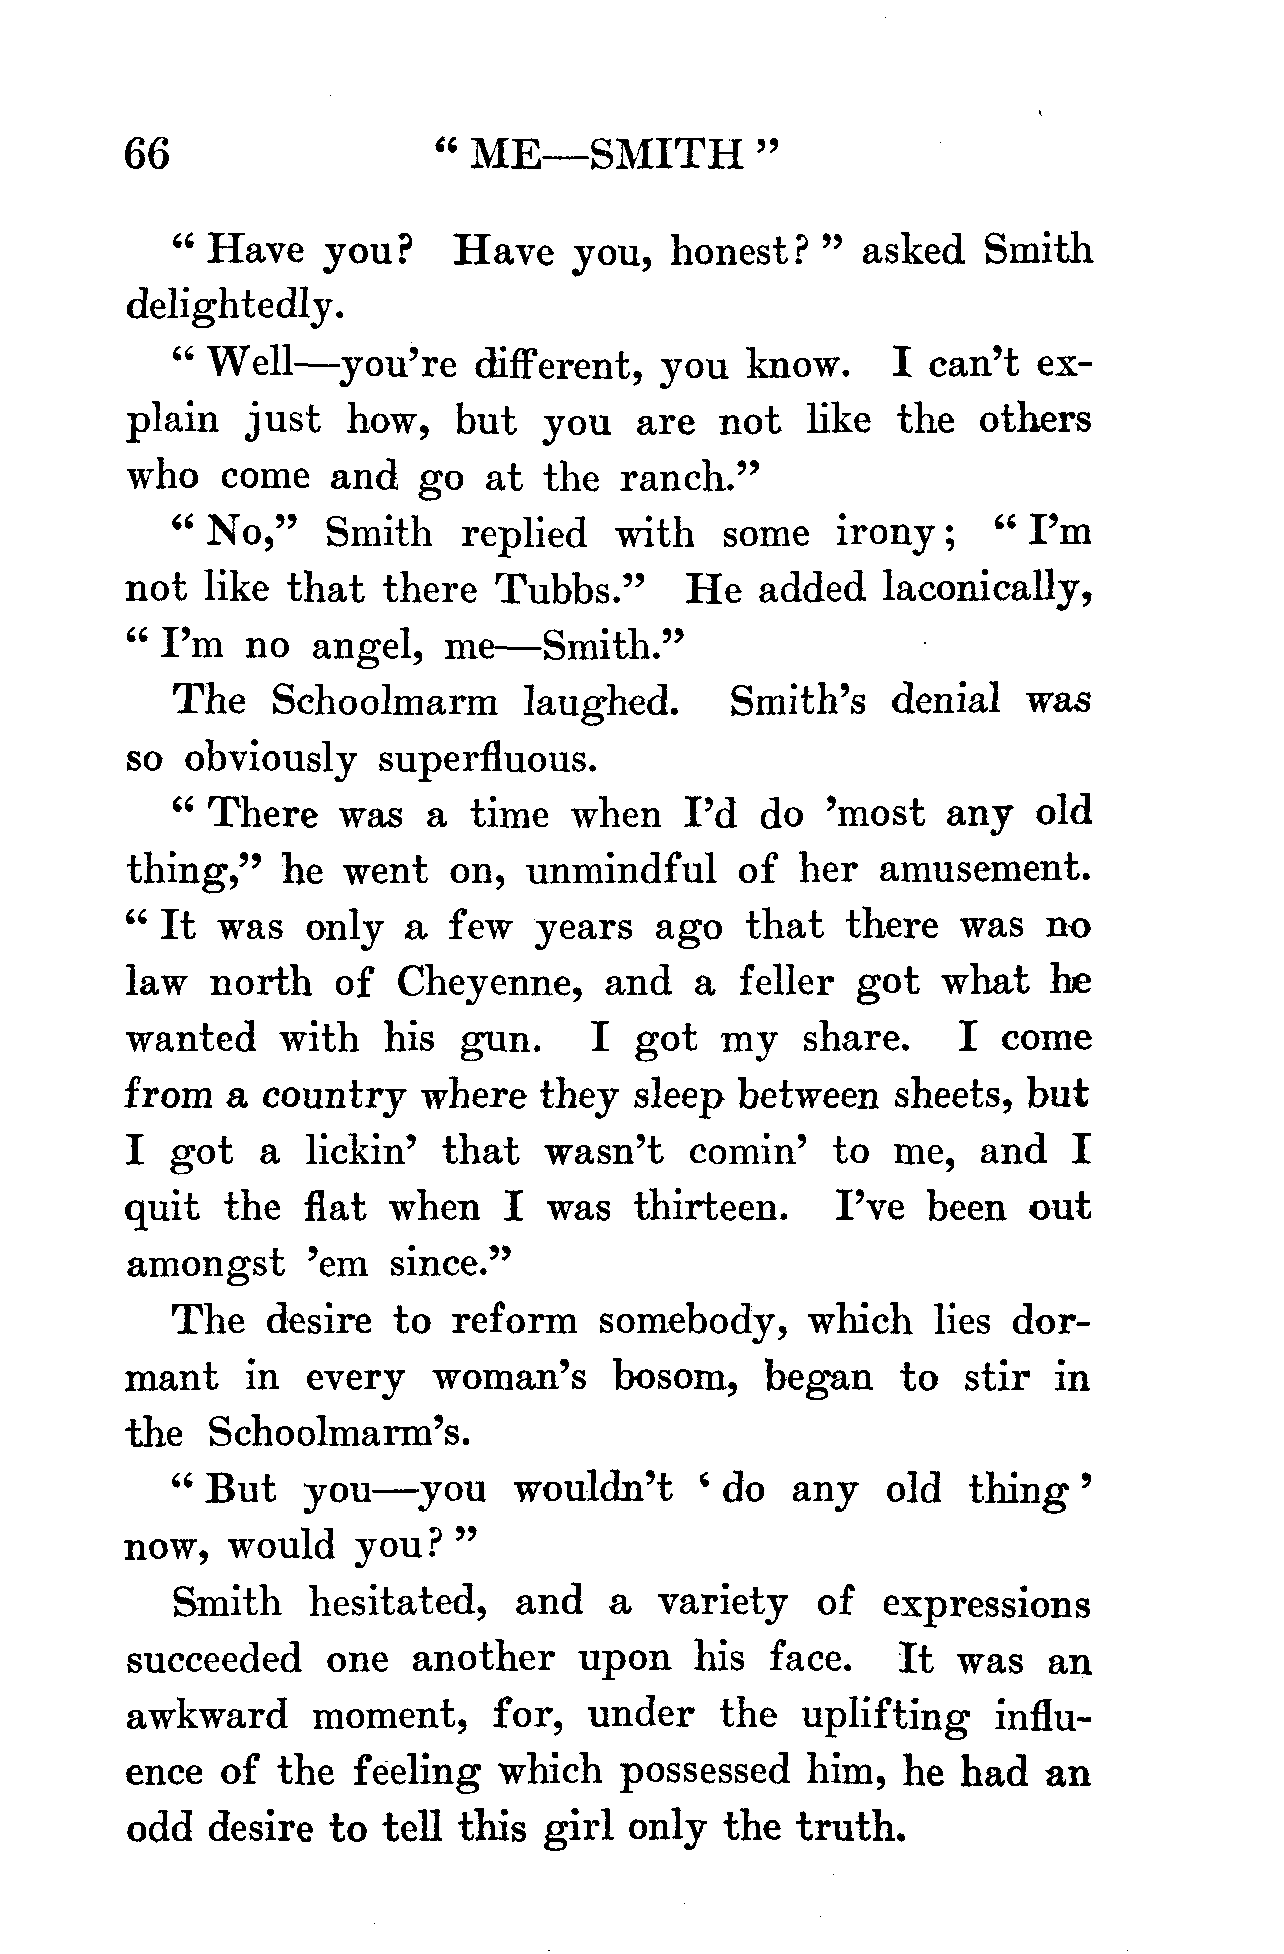 66 “ ME—SMITH ”
“ Have you? Have you, honest? ” asked Smith
delightedly.
“ Well—you’re different, you know. I can’t ex-
plain just how, but you are not like the others
who come and go at the ranch.”
“ No,” Smith replied with some irony; “ I’m
not like that there Tubbs.” He added laconically,
“ I’m no angel, me—Smith.”
The Schoolmarm laughed. Smith’s denial was
so obviously superfluous.
“ There was a time when I’d do ’most any old
thing,” he went on, unmindful of her amusement.
“ It was only a few years ago that there was no
law north of Cheyenne, and a feller got what he
wanted with his gun. I got my share. I come
from a country where they sleep between sheets, but
I got a lickin’ that wasn’t comin’ to me, and I
quit the flat when I was thirteen. I’ve been out
amongst ’em since.”
The desire to reform somebody, which lies dor-
mant in every woman’s bosom, began to stir in
the Schoolmarm’s.
“ But you—you wouldn’t ‘ do any old thing ’
now, would you? ”
Smith hesitated, and a variety of expressions
succeeded one another upon his face. It was an
awkward moment, for, under the uplifting influ-
ence of the feeling which possessed him, he had an
odd desire to tell this girl only the truth.